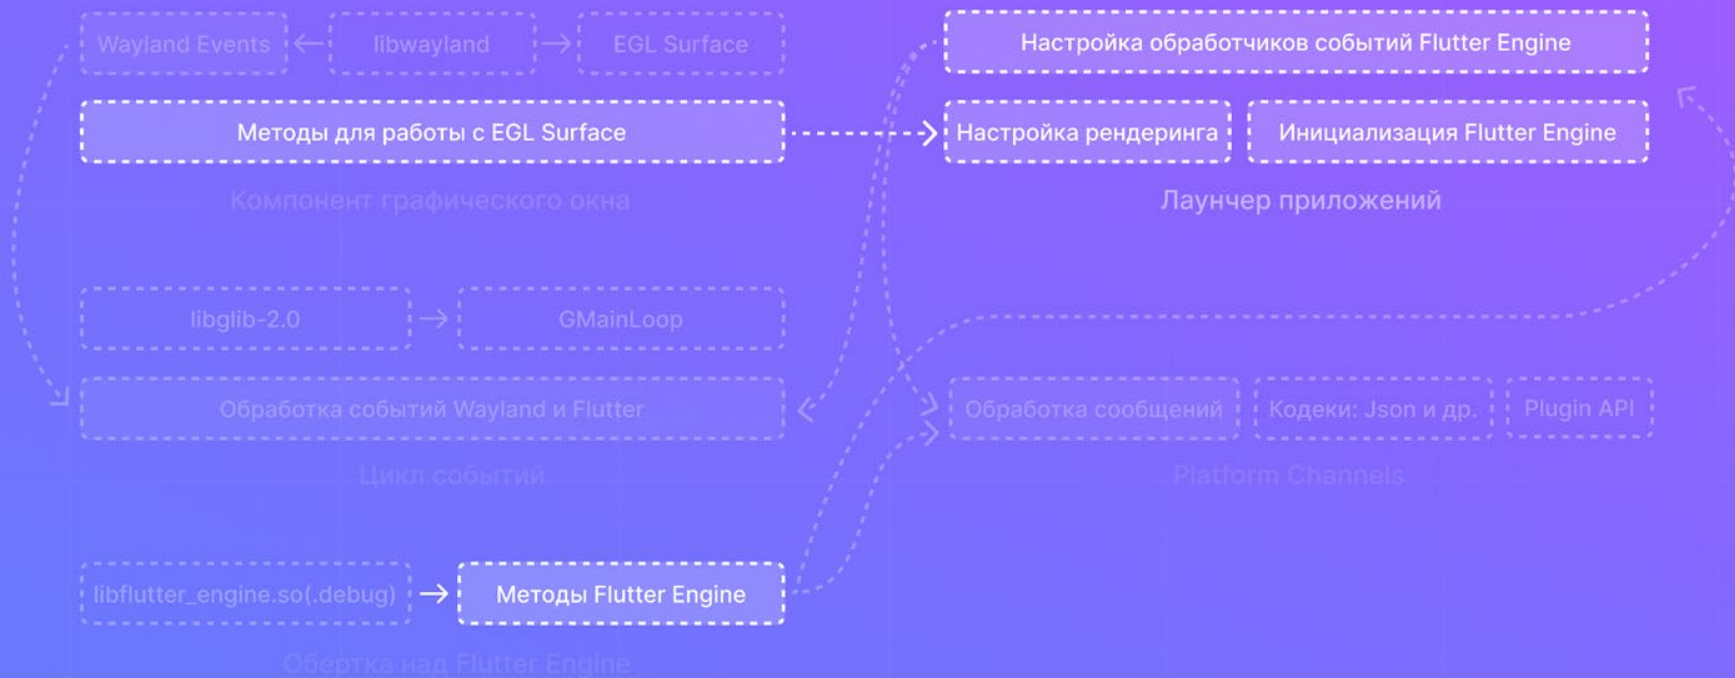 Wayland Events
libwayland
EGL Surface
Настройка обработчиков событий Flutter Engine
Методы для работы с EGL Surface
Настройка рендеринга
Инициализация Flutter Engine
Компонент графического окна
Лаунчер приложений
libglib-2.0
GMainLoop
Обработка событий Wayland и Flutter
Обработка сообщений
Кодеки: Json и др.
Plugin API
Цикл событий
Platform Channels
libflutter_engine.so(.debug)
Методы Flutter Engine
Обертка над Flutter Engine